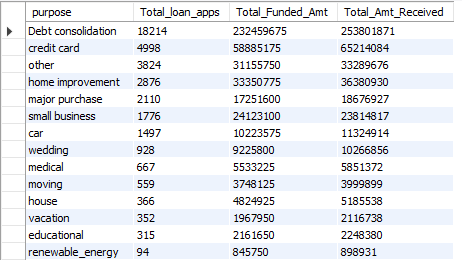 purpose Total_loan_apps Total_Funded_Amt Total_Amt_Received
Debt consolidation 18214 232459675 253801871
credit card 4998 58885175 65214084
other 3824 31155750 33289676
home improvement 2876 33350775 36380930
major purchase 2110 17251600 18676927
small business 1776 24123100 23814817
car 1497 10223575 11324914
wedding 928 9225800 10266856
medical 667 5533225 5851372
moving 559 3748125 3999899
house 366 4824925 5185538
vacation 352 1967950 2116738
educational 315 2161650 2248380
renewable_energy 94 845750 898931